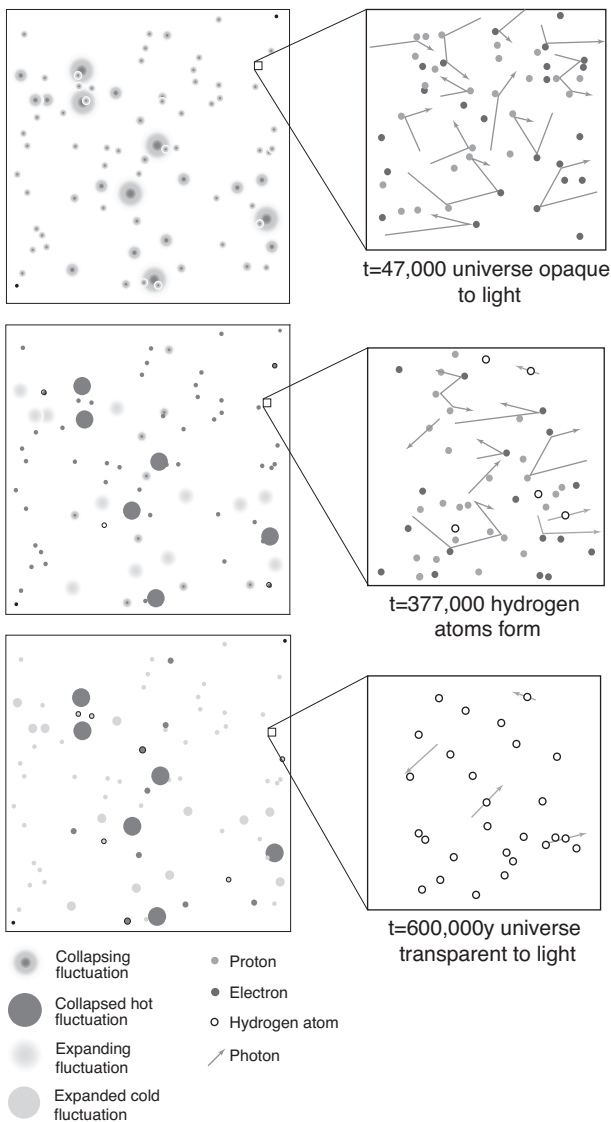 t=47,000 universe opaque
to light
t=377,000 hydrogen
atoms form
t=600,000y universe
transparent to light
Collapsing
fluctuation
Collapsed hot
fluctuation
Expanding
fluctuation
Expanded cold
fluctuation
Proton
Electron
Hydrogen atom
Photon